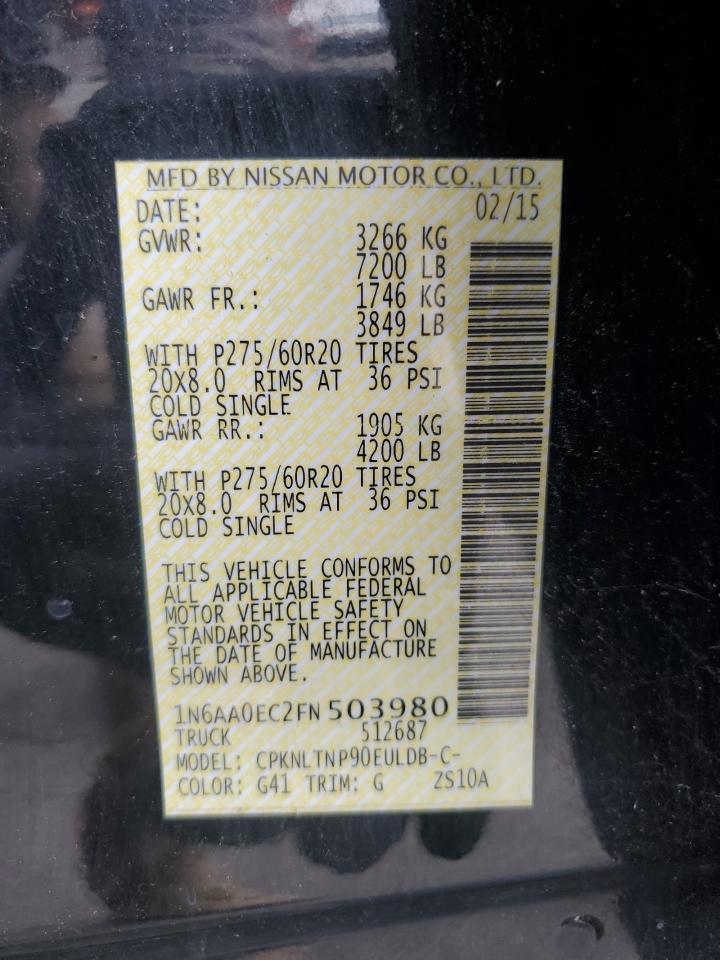 MFD BY NISSAN MOTOR CO., LTD.
DATE: 02/15
GVWR: 3266 KG
7200 LB
GAWR FR.: 1746 KG
3849 LB
WITH P275/60R20 TIRES
20X8.0 RIMS AT 36 PSI
COLD SINGLE
GAWR RR.: 1905 KG
4200 LB
WITH P275/60R20 TIRES
20X8.0 RIMS AT 36 PSI
COLD SINGLE
THIS VEHICLE CONFORMS TO
ALL APPLICABLE FEDERAL
MOTOR VEHICLE SAFETY
STANDARDS IN EFFECT ON
THE DATE OF MANUFACTURE
SHOWN ABOVE.
1N6AA0EC2FN503980
TRUCK 512687
MODEL: CPKNLTNP90EULDB-C-
COLOR: G41 TRIM: G ZS10A